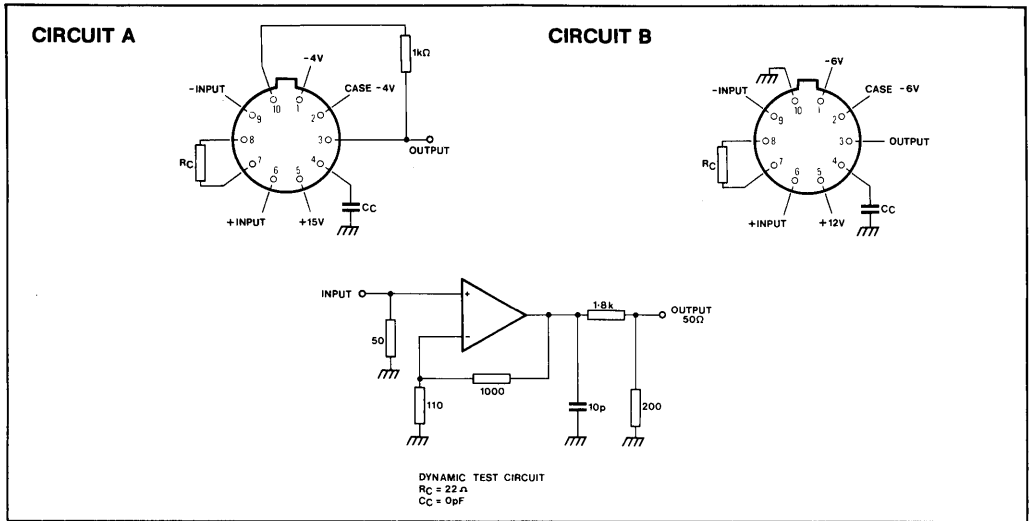 CIRCUIT A
1kΩ
-4V
-INPUT
CASE -4V
10
1
9
2
8
3
RC
7
4
6
5
OUTPUT
CC
+INPUT
+15V
CIRCUIT B
-6V
-INPUT
CASE -6V
10
1
9
2
8
3
OUTPUT
RC
7
4
6
5
CC
+INPUT
+12V
INPUT
+
-
50
110
1000
10p
1·8k
200
OUTPUT
50Ω
DYNAMIC TEST CIRCUIT
RC = 22Ω
CC = 0pF